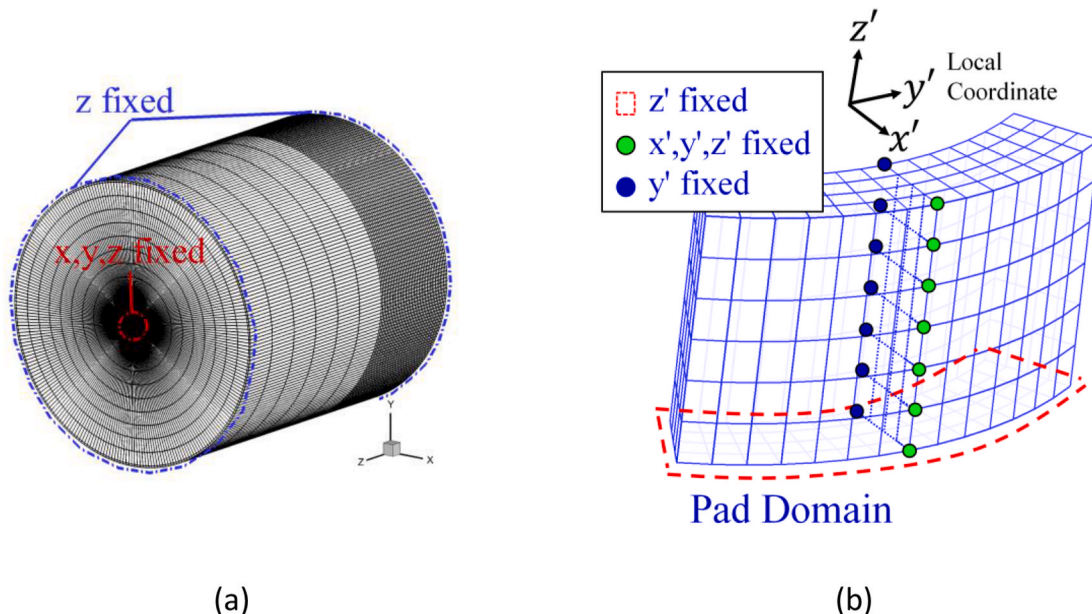 z fixed
x,y,z fixed
Y
z
x
z' fixed
x',y',z' fixed
y' fixed
z'
y'
x'
Local
Coordinate
Pad Domain
(a)
(b)